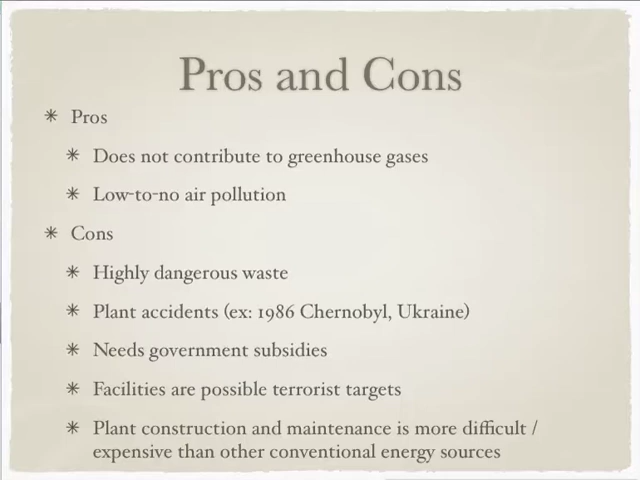 Pros and Cons
✳ Pros
✳ Does not contribute to greenhouse gases
✳ Low-to-no air pollution
✳ Cons
✳ Highly dangerous waste
✳ Plant accidents (ex: 1986 Chernobyl, Ukraine)
✳ Needs government subsidies
✳ Facilities are possible terrorist targets
✳ Plant construction and maintenance is more difficult /
expensive than other conventional energy sources